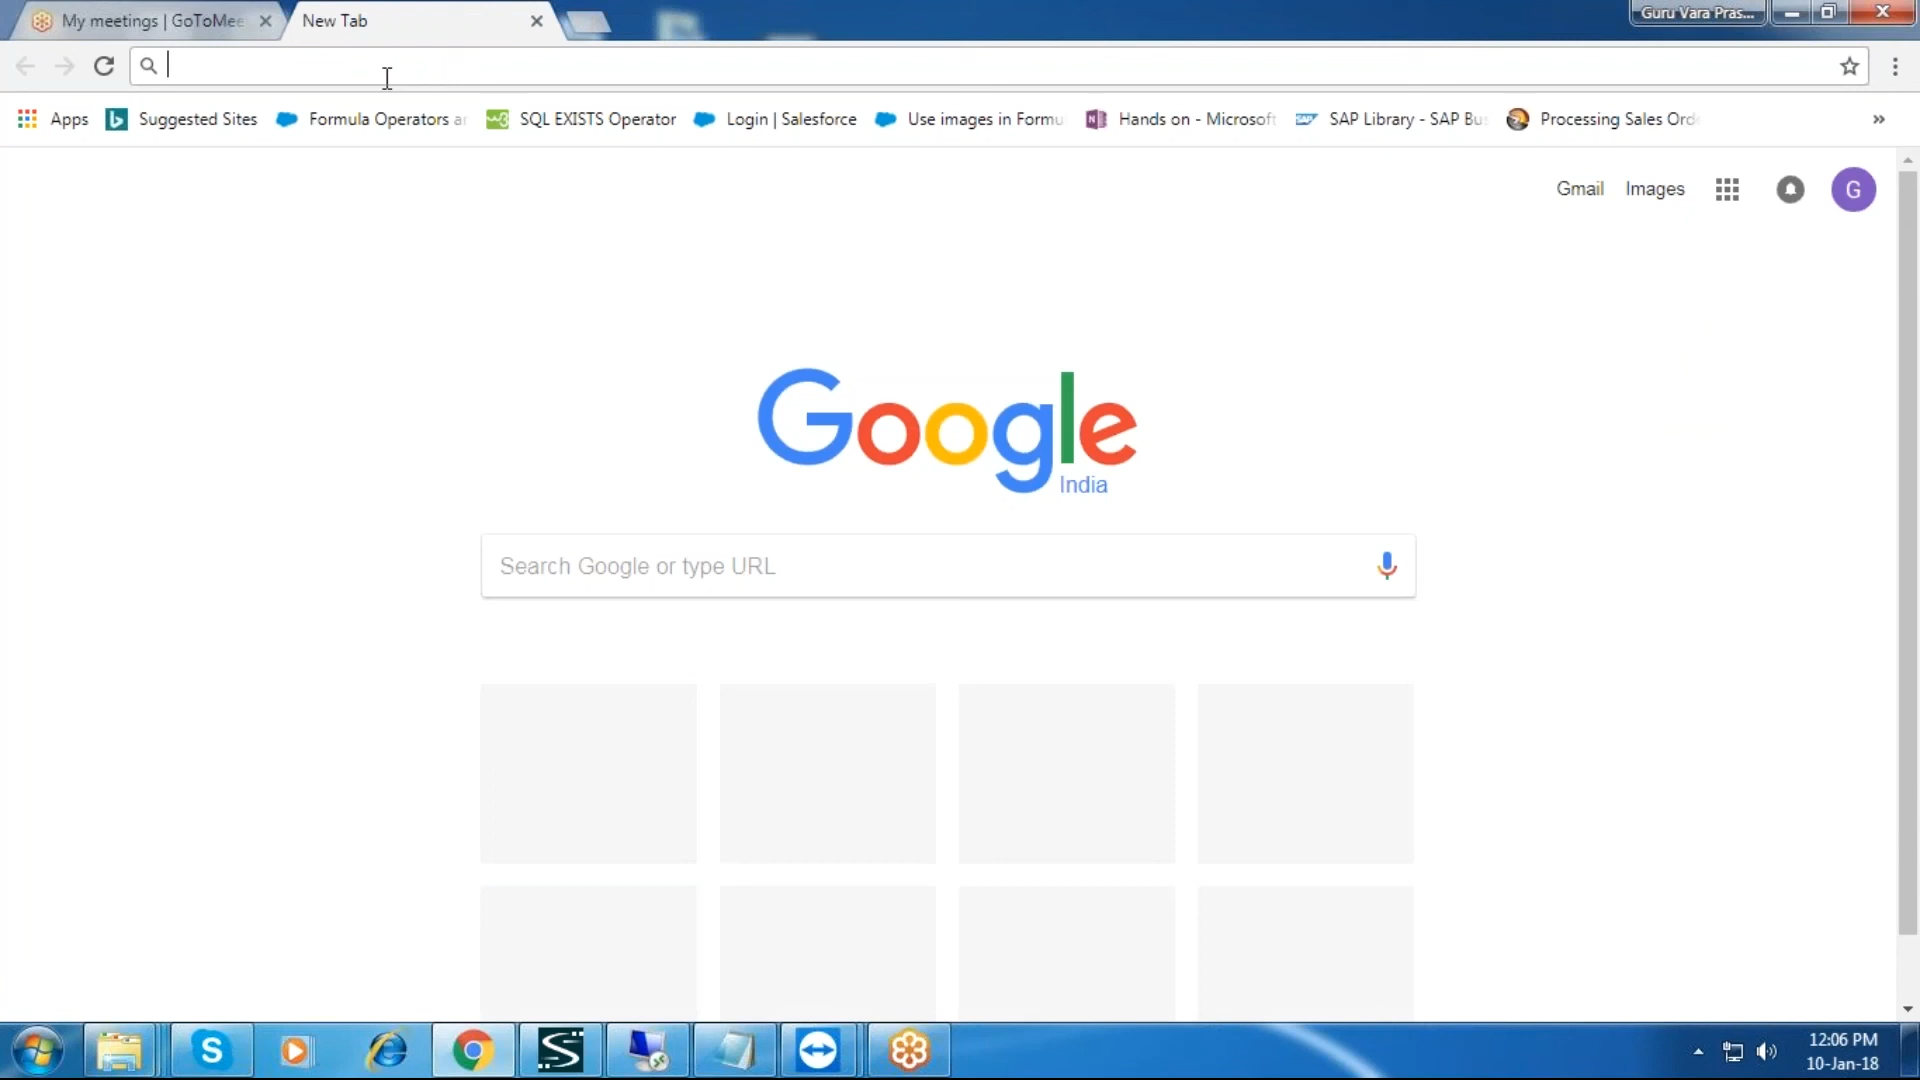 My meetings | GoToMee
New Tab
Guru Vara Pras...
Apps
Suggested Sites
Formula Operators ar
SQL EXISTS Operator
Login | Salesforce
Use images in Formu
Hands on - Microsoft
SAP Library - SAP Bus
Processing Sales Orde
»
Gmail
Images
G
Google
India
Search Google or type URL
12:06 PM
10-Jan-18